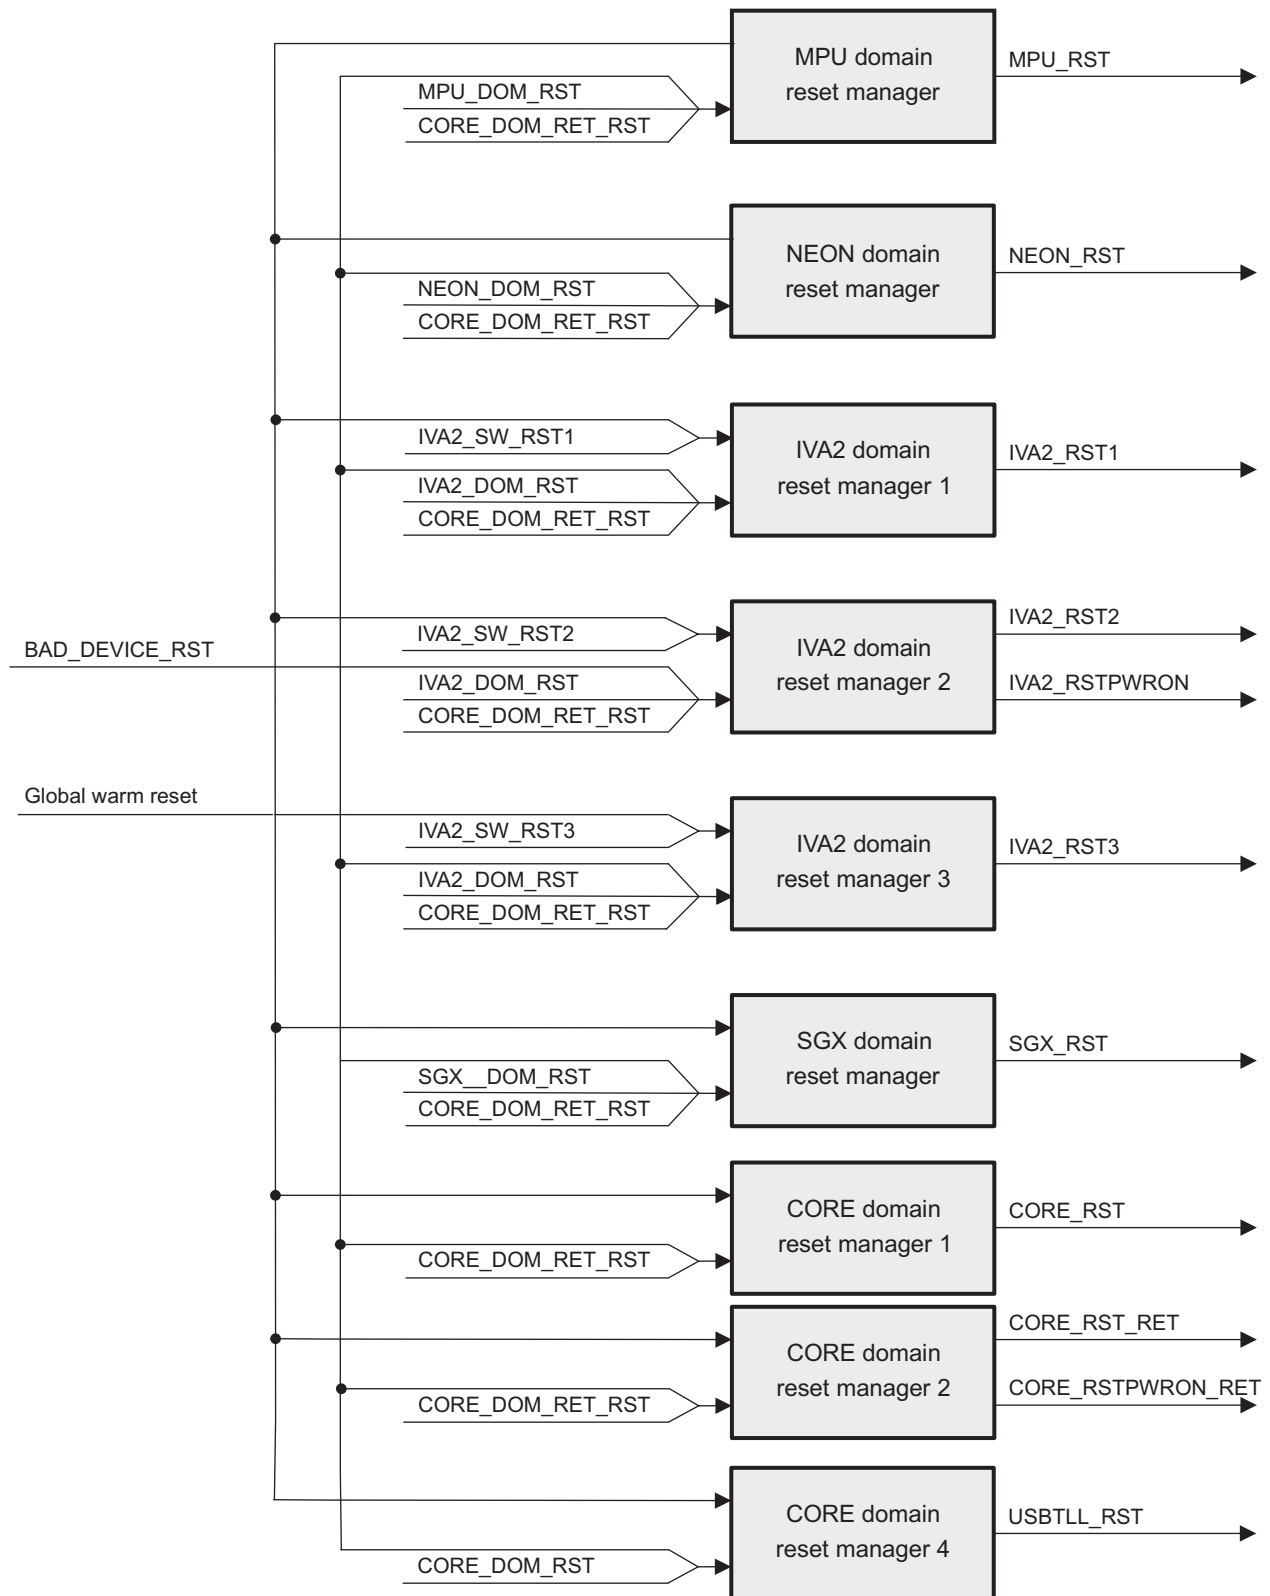 MPU domain
reset manager
MPU_RST
MPU_DOM_RST
CORE_DOM_RET_RST
NEON domain
reset manager
NEON_RST
NEON_DOM_RST
CORE_DOM_RET_RST
IVA2_SW_RST1
IVA2 domain
reset manager 1
IVA2_RST1
IVA2_DOM_RST
CORE_DOM_RET_RST
BAD_DEVICE_RST
IVA2_SW_RST2
IVA2 domain
reset manager 2
IVA2_RST2
IVA2_RSTPWRON
IVA2_DOM_RST
CORE_DOM_RET_RST
Global warm reset
IVA2_SW_RST3
IVA2 domain
reset manager 3
IVA2_RST3
IVA2_DOM_RST
CORE_DOM_RET_RST
SGX domain
reset manager
SGX_RST
SGX__DOM_RST
CORE_DOM_RET_RST
CORE domain
reset manager 1
CORE_RST
CORE_DOM_RET_RST
CORE domain
reset manager 2
CORE_RST_RET
CORE_RSTPWRON_RET
CORE_DOM_RET_RST
CORE domain
reset manager 4
USBTLL_RST
CORE_DOM_RST